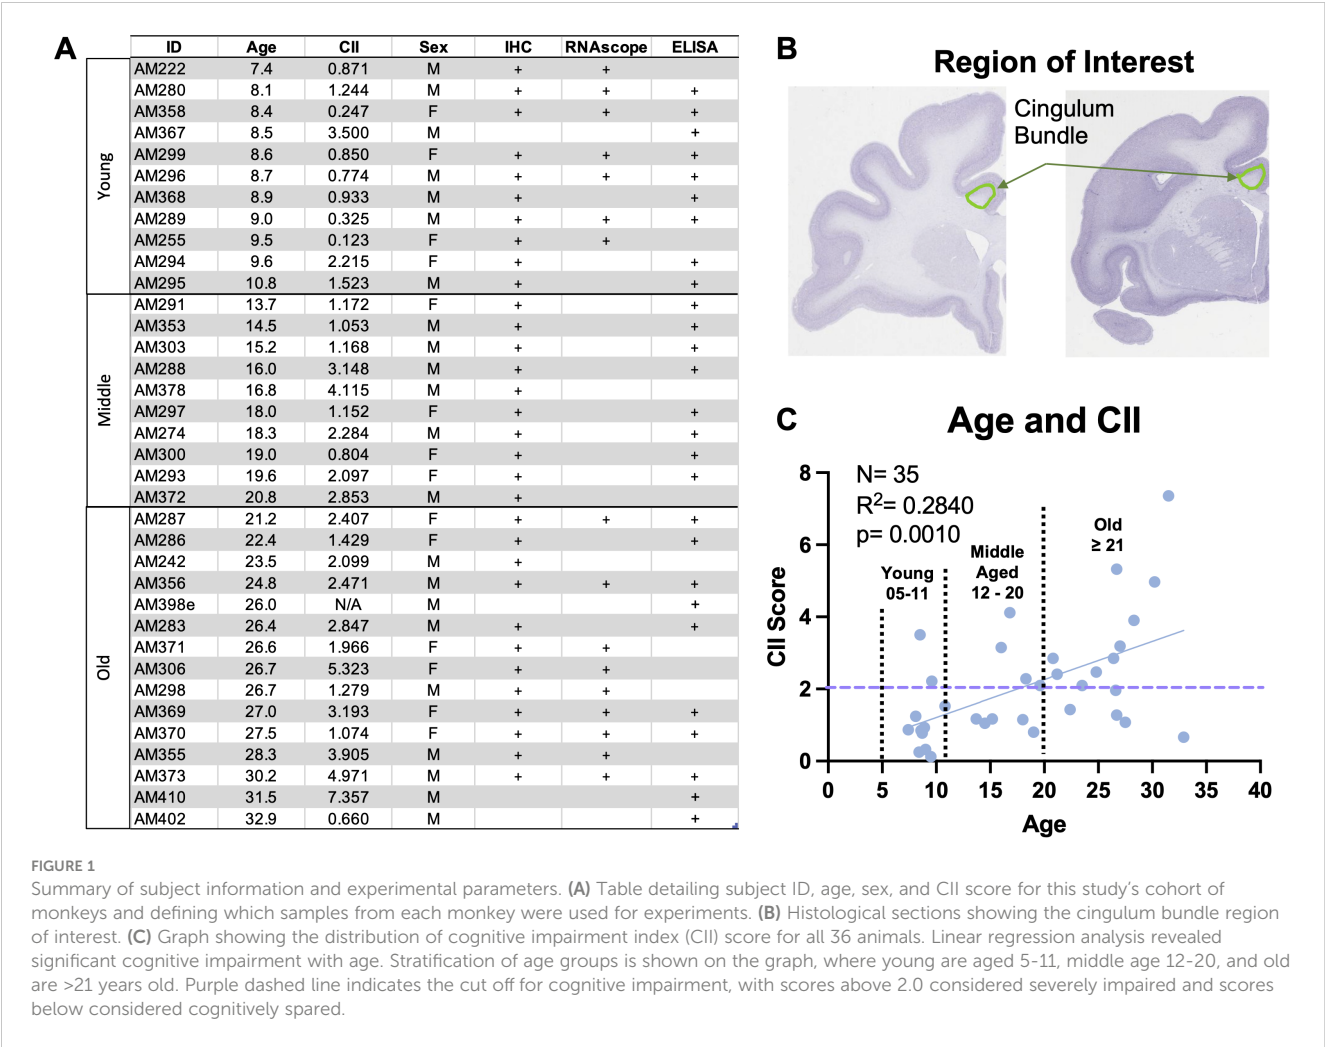 A
ID Age CII Sex IHC RNAscope ELISA
Young
AM222 7.4 0.871 M + +
AM280 8.1 1.244 M + + +
AM358 8.4 0.247 F + + +
AM367 8.5 3.500 M +
AM299 8.6 0.850 F + + +
AM296 8.7 0.774 M + + +
AM368 8.9 0.933 M + +
AM289 9.0 0.325 M + + +
AM255 9.5 0.123 F + +
AM294 9.6 2.215 F + +
AM295 10.8 1.523 M + +
Middle
AM291 13.7 1.172 F + +
AM353 14.5 1.053 M + +
AM303 15.2 1.168 M + +
AM288 16.0 3.148 M + +
AM378 16.8 4.115 M +
AM297 18.0 1.152 F + +
AM274 18.3 2.284 M + +
AM300 19.0 0.804 F + +
AM293 19.6 2.097 F + +
AM372 20.8 2.853 M +
Old
AM287 21.2 2.407 F + + +
AM286 22.4 1.429 F + +
AM242 23.5 2.099 M +
AM356 24.8 2.471 M + + +
AM398e 26.0 N/A M +
AM283 26.4 2.847 M + +
AM371 26.6 1.966 F + +
AM306 26.7 5.323 F + +
AM298 26.7 1.279 M + +
AM369 27.0 3.193 F + + +
AM370 27.5 1.074 F + + +
AM355 28.3 3.905 M + +
AM373 30.2 4.971 M + + +
AM410 31.5 7.357 M +
AM402 32.9 0.660 M +
B
Region of Interest
Cingulum
Bundle
C
Age and CII
N= 35
R²= 0.2840
p= 0.0010
Young
05-11
Middle
Aged
12 - 20
Old
≥ 21
CII Score
8
6
4
2
0
0 5 10 15 20 25 30 35 40
Age
FIGURE 1
Summary of subject information and experimental parameters. (A) Table detailing subject ID, age, sex, and CII score for this study's cohort of
monkeys and defining which samples from each monkey were used for experiments. (B) Histological sections showing the cingulum bundle region
of interest. (C) Graph showing the distribution of cognitive impairment index (CII) score for all 36 animals. Linear regression analysis revealed
significant cognitive impairment with age. Stratification of age groups is shown on the graph, where young are aged 5-11, middle age 12-20, and old
are >21 years old. Purple dashed line indicates the cut off for cognitive impairment, with scores above 2.0 considered severely impaired and scores
below considered cognitively spared.